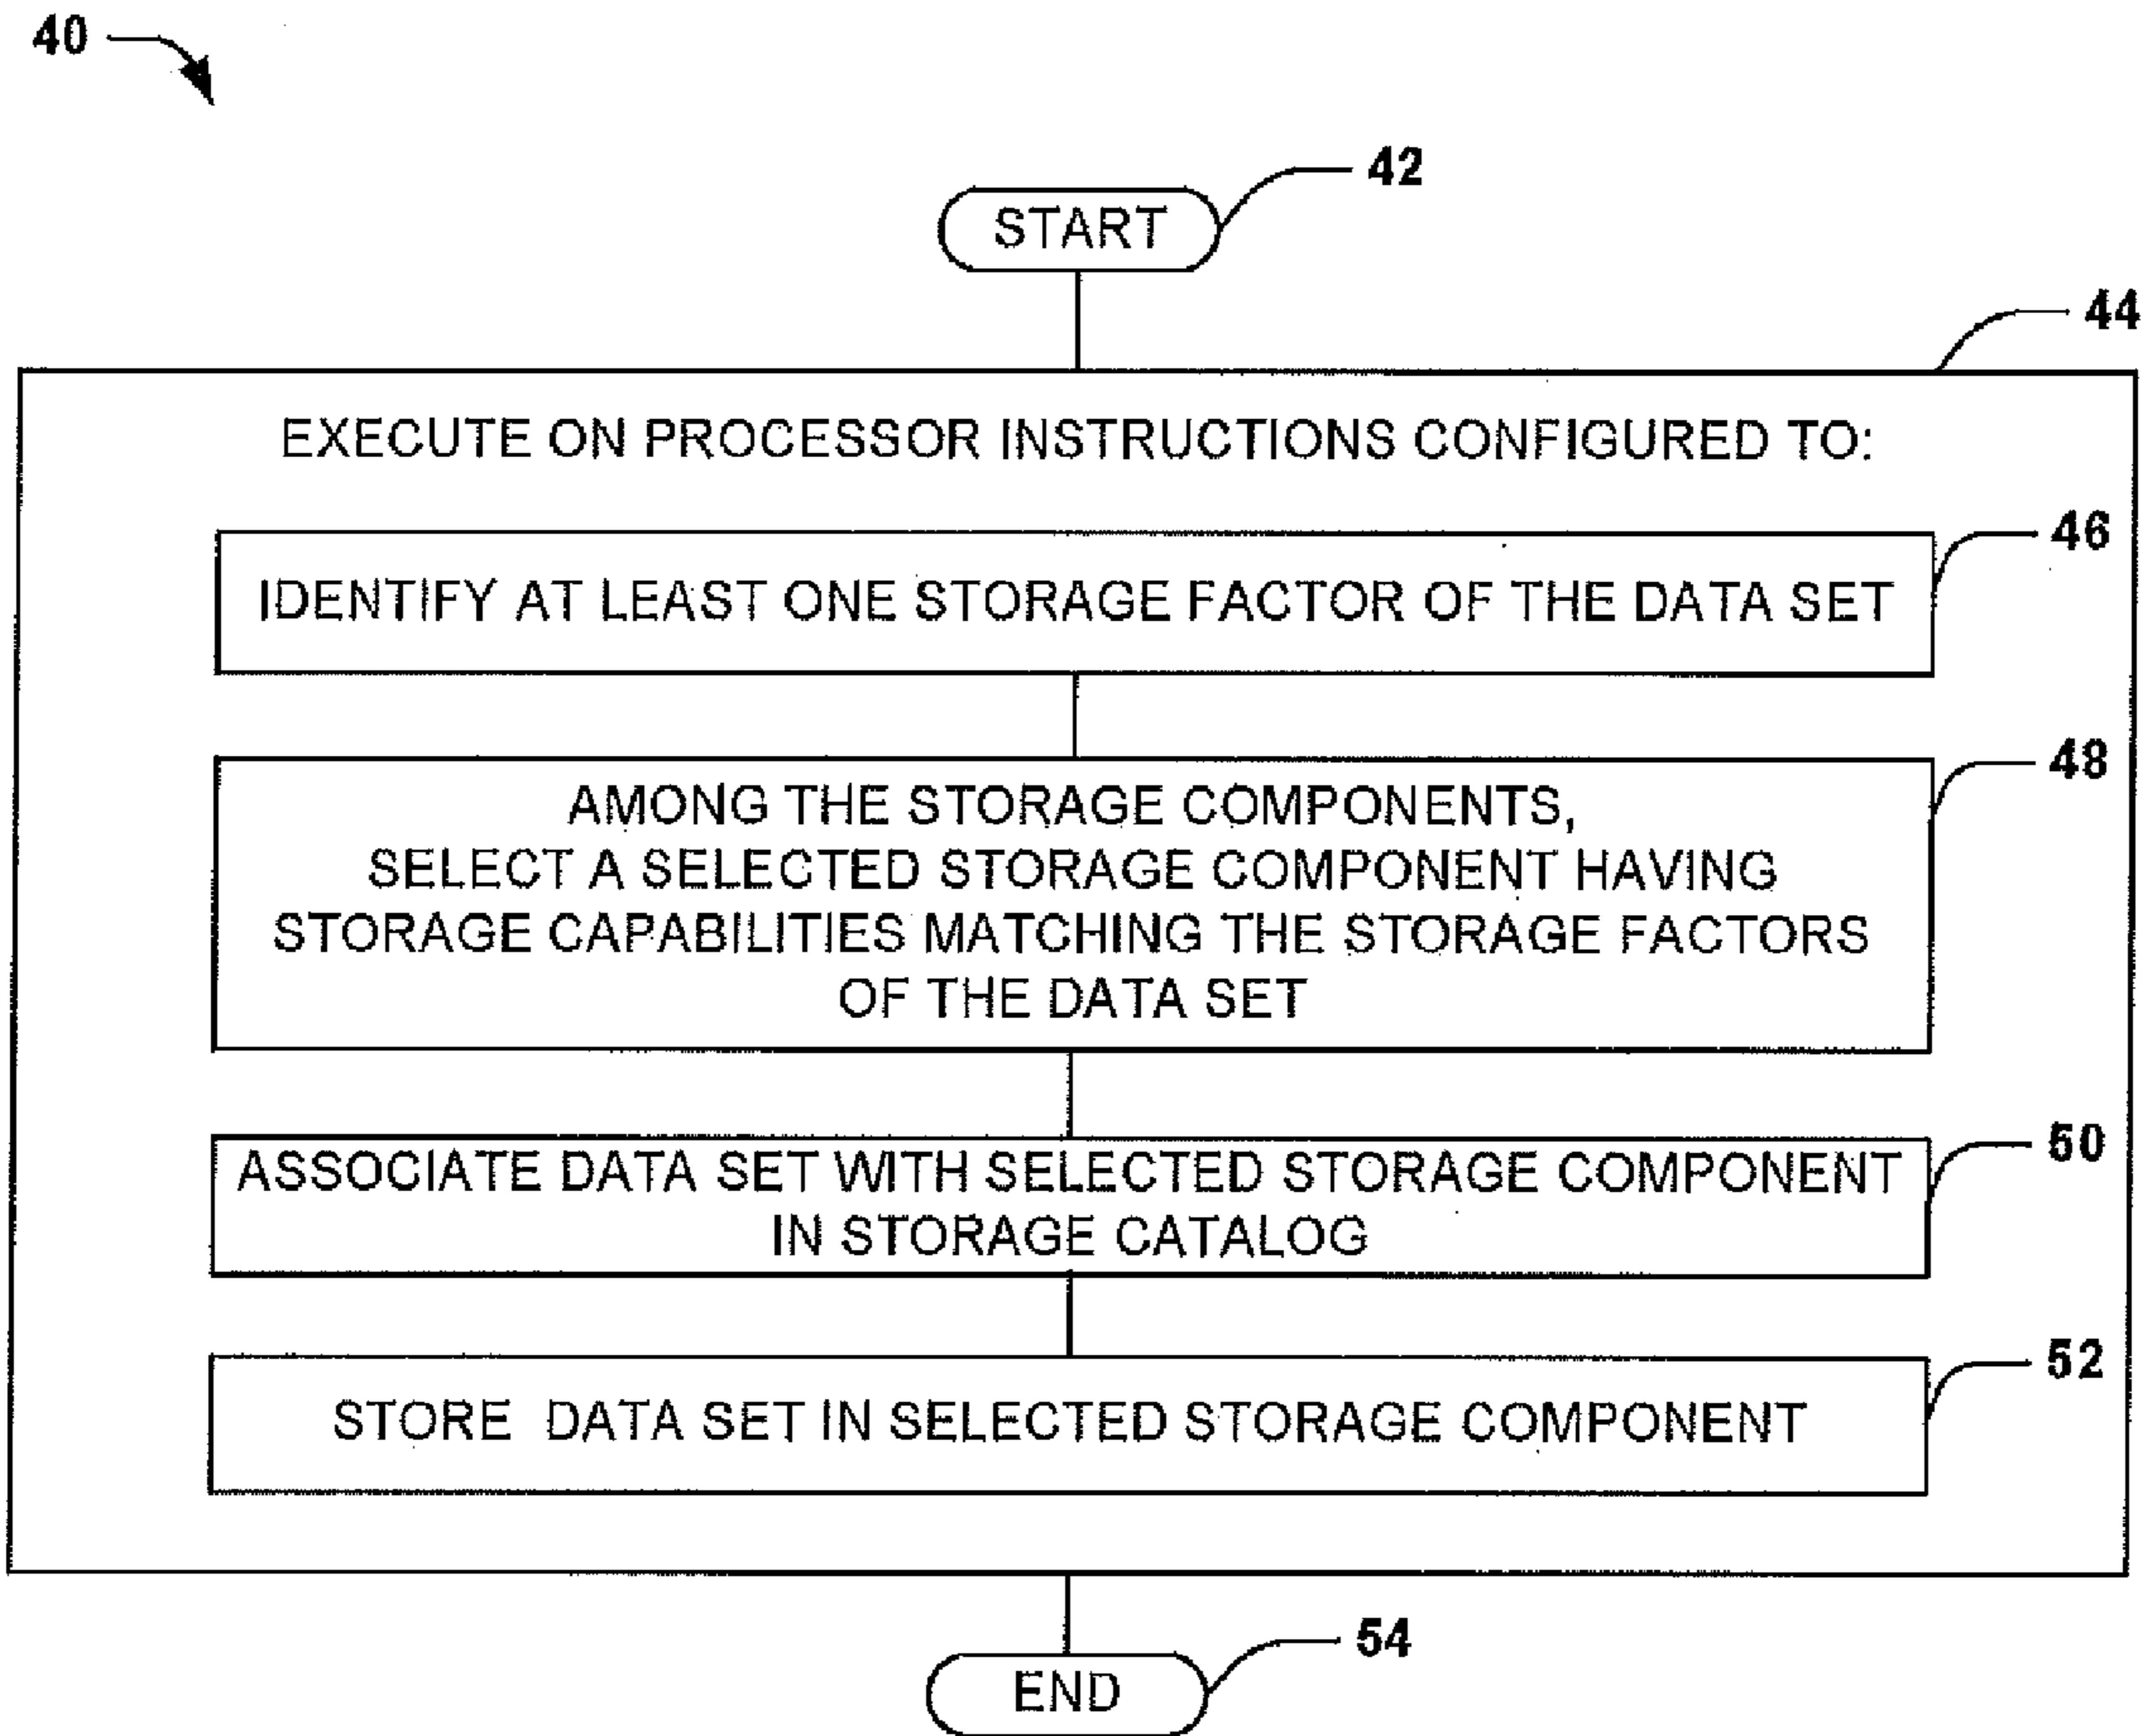 40
42
START
44
EXECUTE ON PROCESSOR INSTRUCTIONS CONFIGURED TO:
46
IDENTIFY AT LEAST ONE STORAGE FACTOR OF THE DATA SET
48
AMONG THE STORAGE COMPONENTS,
SELECT A SELECTED STORAGE COMPONENT HAVING
STORAGE CAPABILITIES MATCHING THE STORAGE FACTORS
OF THE DATA SET
50
ASSOCIATE DATA SET WITH SELECTED STORAGE COMPONENT
IN STORAGE CATALOG
52
STORE DATA SET IN SELECTED STORAGE COMPONENT
54
END